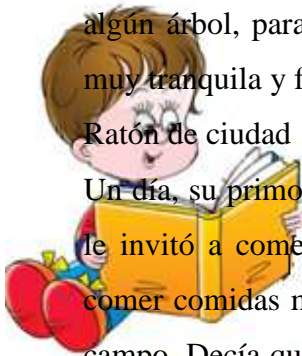 algún árbol, para
muy tranquila y f
Ratón de ciudad
Un día, su primo
le invitó a come
comer comidas m
campo. Decía qu